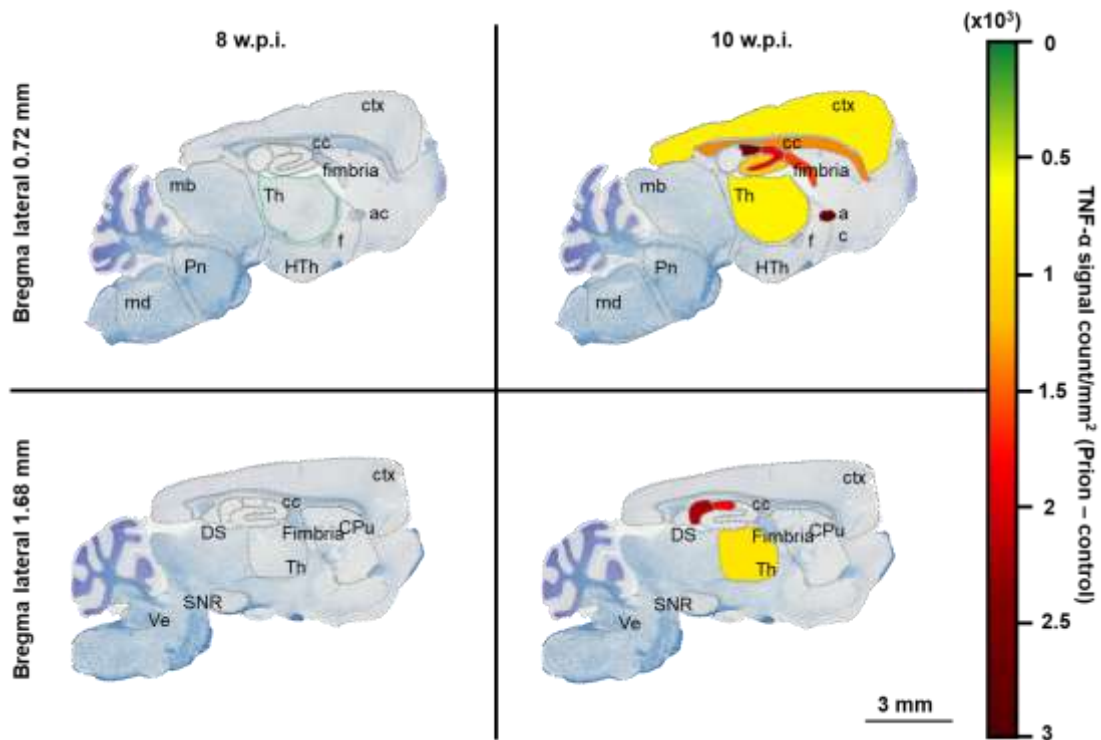 8 w.p.i.
10 w.p.i.
(x10³)
Bregma lateral 0.72 mm
ctx
cc
fimbria
mb
Th
ac
f
Pn
HTh
md
ctx
cc
fimbria
mb
Th
a
f
c
Pn
HTh
md
Bregma lateral 1.68 mm
ctx
cc
DS
Fimbria
CPu
Th
SNR
Ve
ctx
cc
DS
Fimbria
CPu
Th
SNR
Ve
3 mm
0
0.5
1
1.5
2
2.5
3
TNF-α signal count/mm² (Prion – control)